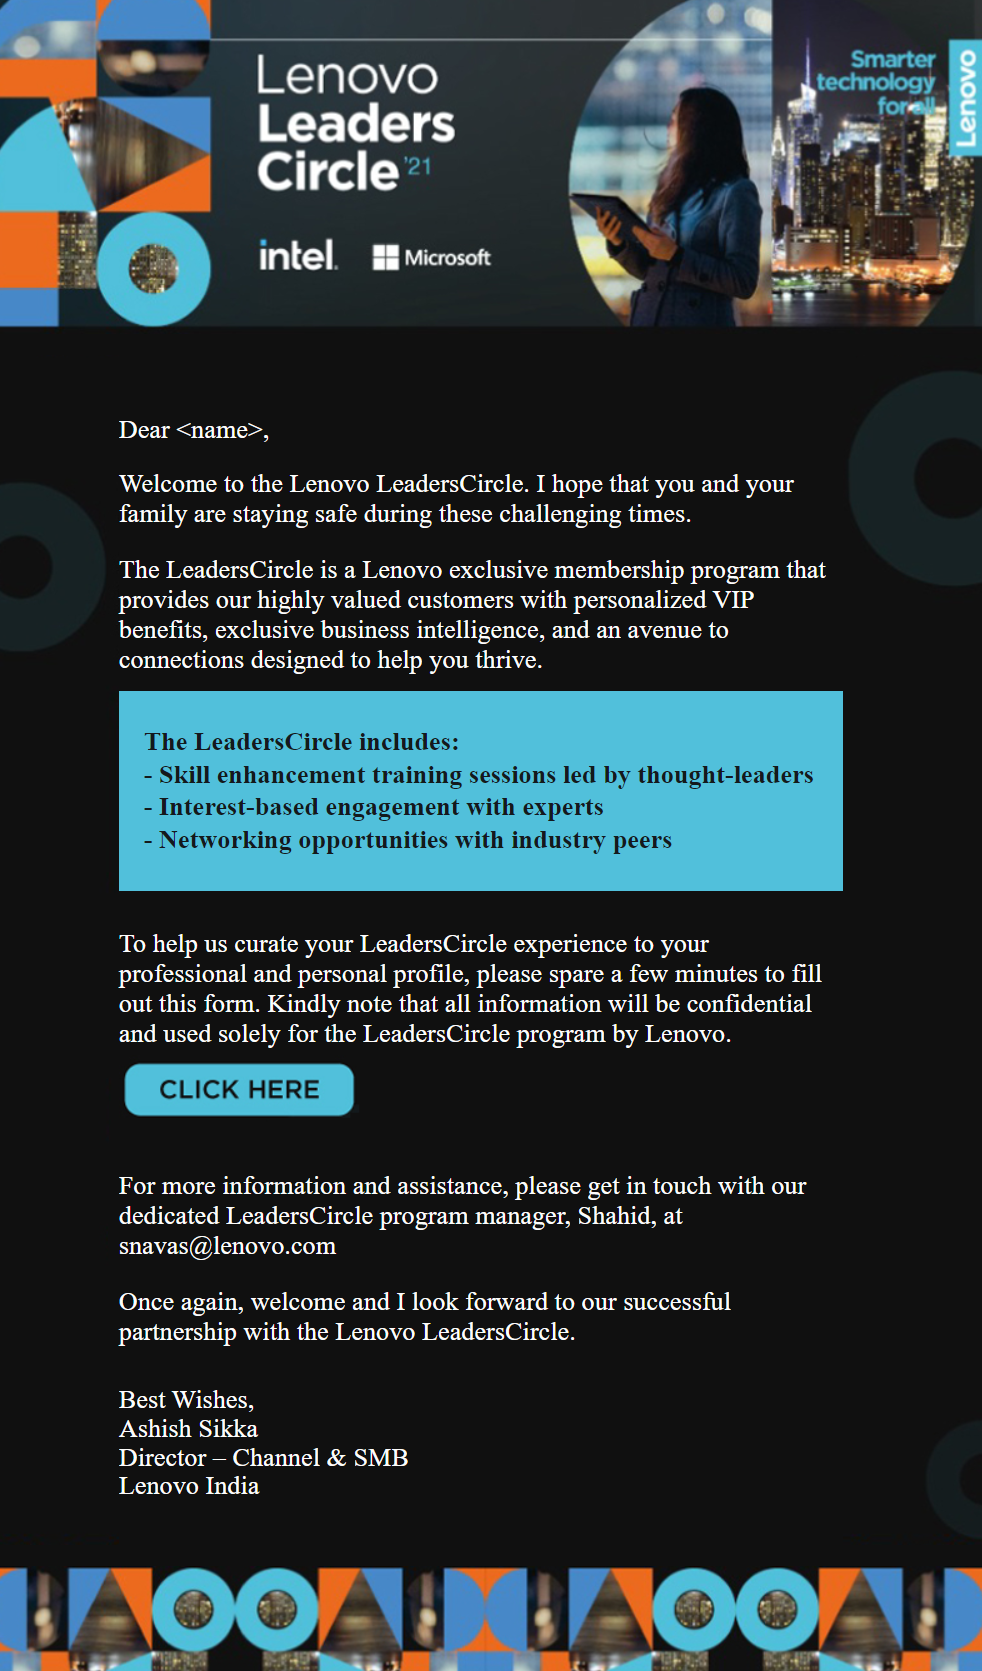 Lenovo
Leaders
Circle '21
intel.
Microsoft
Smarter
technology
for all
Lenovo
Dear <name>,
Welcome to the Lenovo LeadersCircle. I hope that you and your
family are staying safe during these challenging times.
The LeadersCircle is a Lenovo exclusive membership program that
provides our highly valued customers with personalized VIP
benefits, exclusive business intelligence, and an avenue to
connections designed to help you thrive.
The LeadersCircle includes:
- Skill enhancement training sessions led by thought-leaders
- Interest-based engagement with experts
- Networking opportunities with industry peers
To help us curate your LeadersCircle experience to your
professional and personal profile, please spare a few minutes to fill
out this form. Kindly note that all information will be confidential
and used solely for the LeadersCircle program by Lenovo.
CLICK HERE
For more information and assistance, please get in touch with our
dedicated LeadersCircle program manager, Shahid, at
snavas@lenovo.com
Once again, welcome and I look forward to our successful
partnership with the Lenovo LeadersCircle.
Best Wishes,
Ashish Sikka
Director – Channel & SMB
Lenovo India